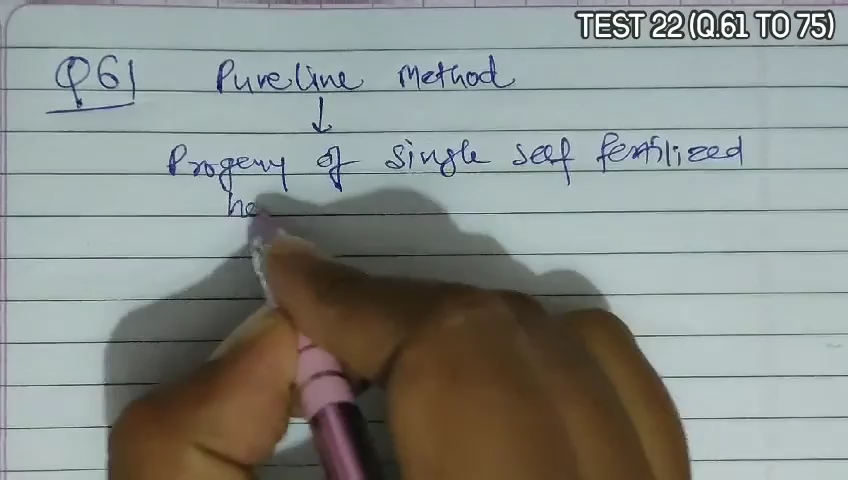 TEST 22 (Q.61 TO 75)
Q61 Pureline Method
↓
Progeny of single self fertilized